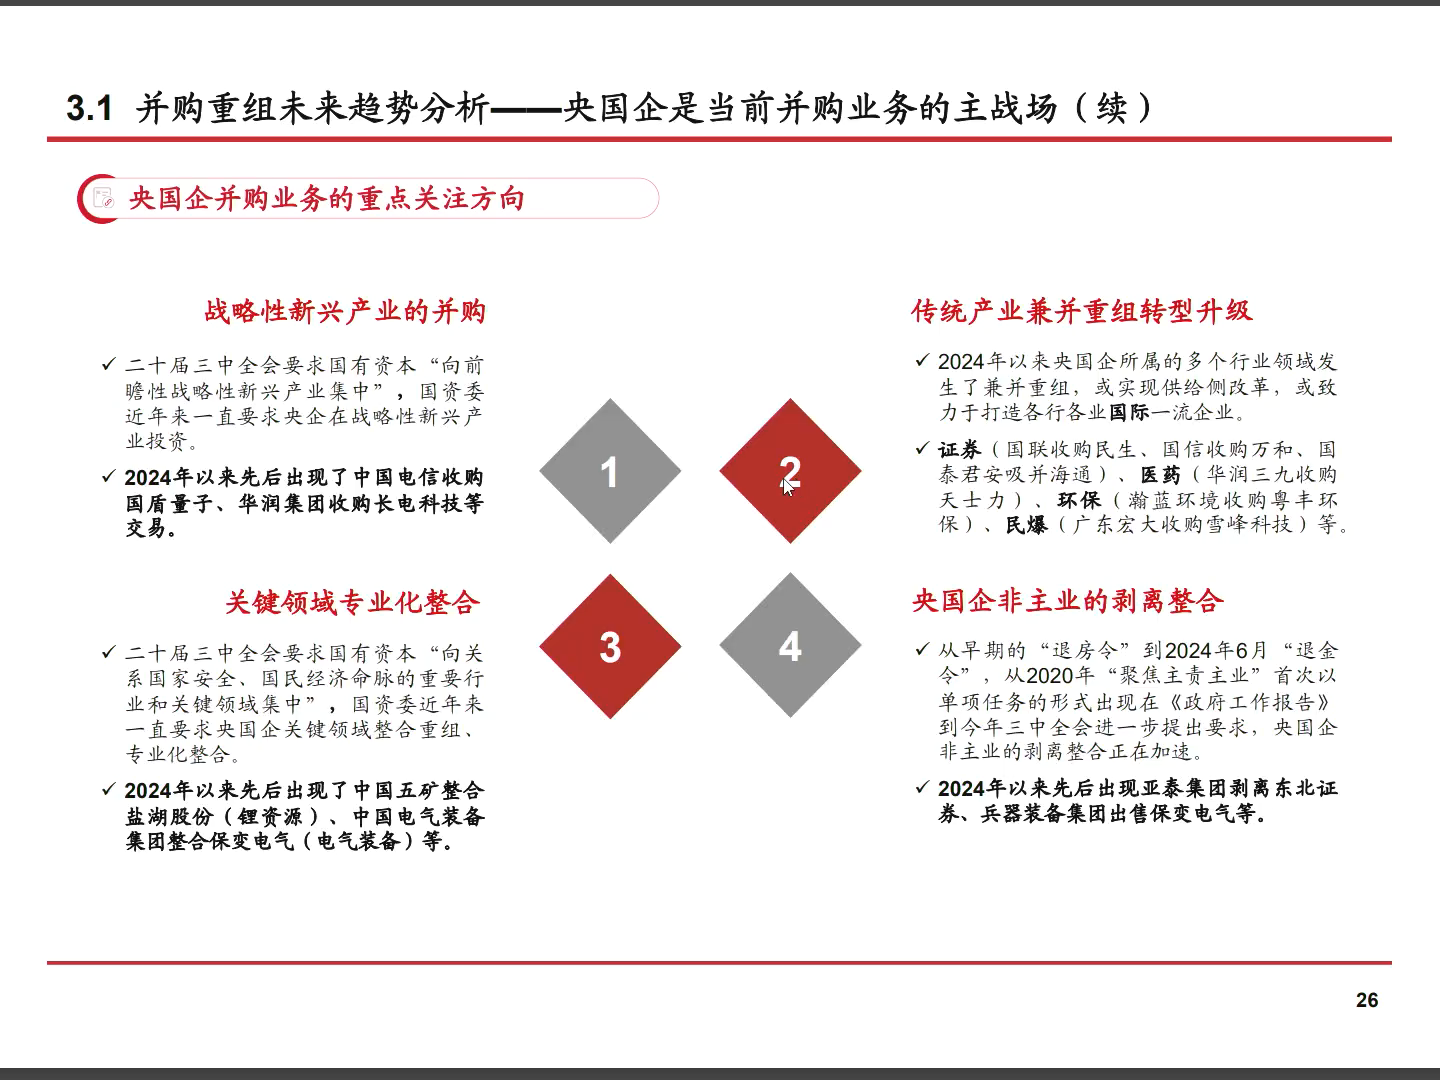 3.1 并购重组未来趋势分析——央国企是当前并购业务的主战场（续）
央国企并购业务的重点关注方向
战略性新兴产业的并购
✓ 二十届三中全会要求国有资本“向前
瞻性战略性新兴产业集中”，国资委
近年来一直要求央企在战略性新兴产
业投资。
✓ 2024年以来先后出现了中国电信收购
国盾量子、华润集团收购长电科技等
交易。
1
2
传统产业兼并重组转型升级
✓ 2024年以来央国企所属的多个行业领域发
生了兼并重组，或实现供给侧改革，或致
力于打造各行各业国际一流企业。
✓ 证券（国联收购民生、国信收购万和、国
泰君安吸并海通）、医药（华润三九收购
天士力）、环保（瀚蓝环境收购粤丰环
保）、民爆（广东宏大收购雪峰科技）等。
关键领域专业化整合
✓ 二十届三中全会要求国有资本“向关
系国家安全、国民经济命脉的重要行
业和关键领域集中”，国资委近年来
一直要求央国企关键领域整合重组、
专业化整合。
✓ 2024年以来先后出现了中国五矿整合
盐湖股份（锂资源）、中国电气装备
集团整合保变电气（电气装备）等。
3
4
央国企非主业的剥离整合
✓ 从早期的“退房令”到2024年6月“退金
令”，从2020年“聚焦主责主业”首次以
单项任务的形式出现在《政府工作报告》
到今年三中全会进一步提出要求，央国企
非主业的剥离整合正在加速。
✓ 2024年以来先后出现亚泰集团剥离东北证
券、兵器装备集团出售保变电气等。
26